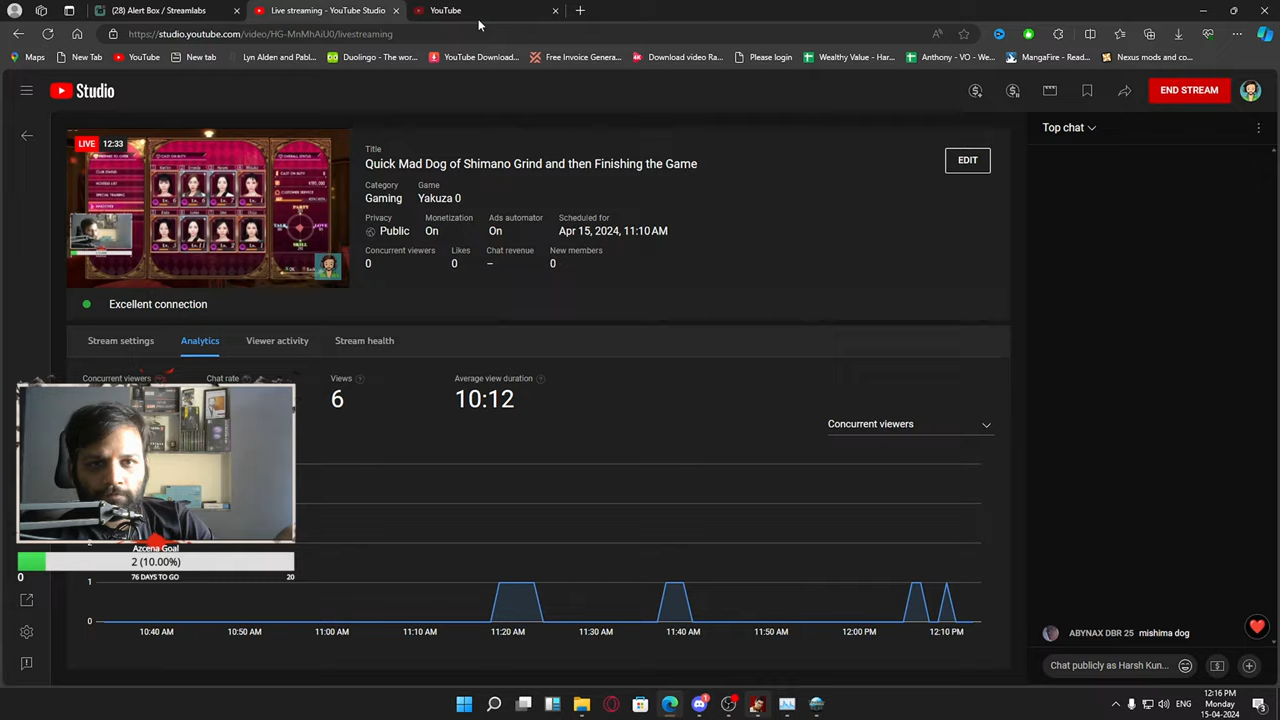 (28) Alert Box / Streamlabs
Live streaming - YouTube Studio
YouTube
https://studio.youtube.com/video/HG-MnMhAiU0/livestreaming
Maps
New Tab
YouTube
New tab
Lyn Alden and Pabl...
Duolingo - The wor...
YouTube Download...
Free Invoice Genera...
Download video Ra...
Please login
Wealthy Value - Har...
Anthony - VO - We...
MangaFire - Read...
Nexus mods and co...
Studio
END STREAM
LIVE 12:33
Title
Quick Mad Dog of Shimano Grind and then Finishing the Game
EDIT
Category
Gaming
Game
Yakuza 0
Privacy
Public
Monetization
On
Ads automator
On
Scheduled for
Apr 15, 2024, 11:10 AM
Concurrent viewers
0
Likes
0
Chat revenue
–
New members
0
Excellent connection
Stream settings
Analytics
Viewer activity
Stream health
Concurrent viewers
Chat rate
Views
6
Average view duration
10:12
Concurrent viewers
1
0
10:40 AM
10:50 AM
11:00 AM
11:10 AM
11:20 AM
11:30 AM
11:40 AM
11:50 AM
12:00 PM
12:10 PM
Azcena Goal
2 (10.00%)
0
76 DAYS TO GO
20
Top chat
ABYNAX DBR 25 mishima dog
Chat publicly as Harsh Kun...
ENG
12:16 PM
Monday
15-04-2024